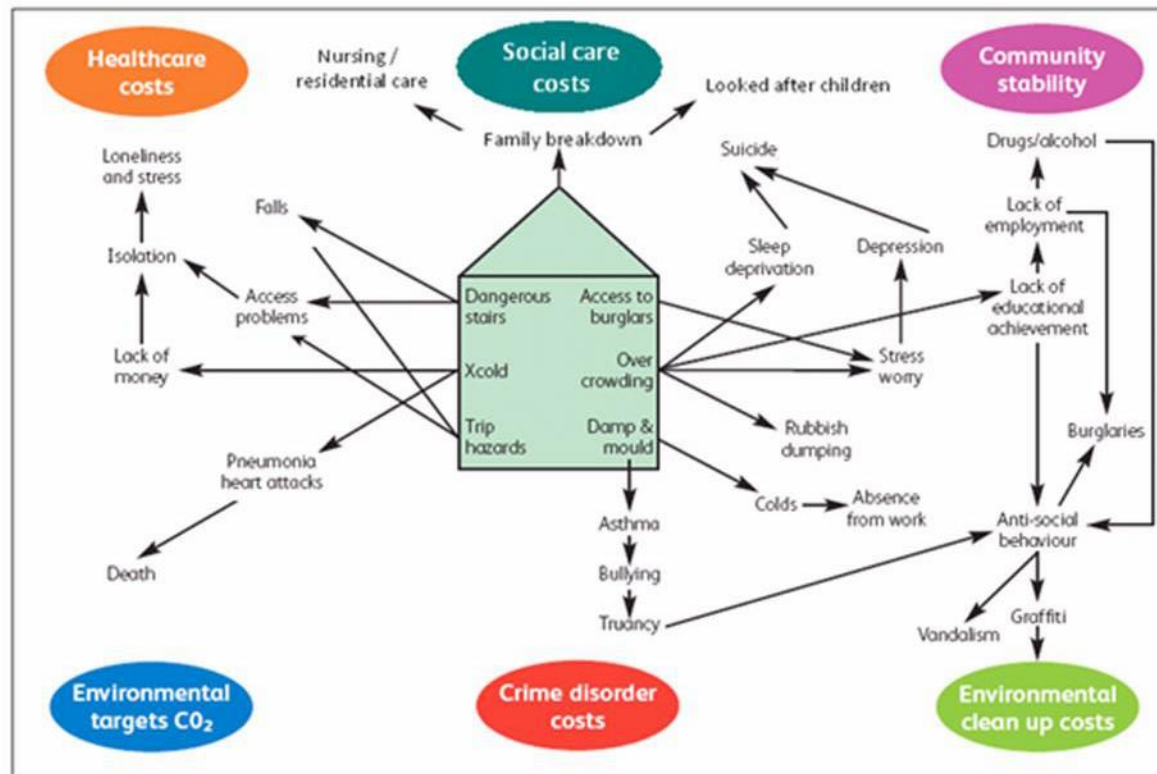 Healthcare
costs
Nursing /
residential care
Social care
costs
Looked after children
Community
stability
Family breakdown
Loneliness
and stress
Falls
Isolation
Access
problems
Lack of
money
Pneumonia
heart attacks
Death
Dangerous
stairs
Xcold
Trip
hazards
Access to
burglars
Over
crowding
Damp &
mould
Suicide
Sleep
deprivation
Depression
Stress
worry
Rubbish
dumping
Colds
Absence
from work
Asthma
Bullying
Truancy
Drugs/alcohol
Lack of
employment
Lack of
educational
achievement
Burglaries
Anti-social
behaviour
Graffiti
Vandalism
Environmental
targets C0₂
Crime disorder
costs
Environmental
clean up costs